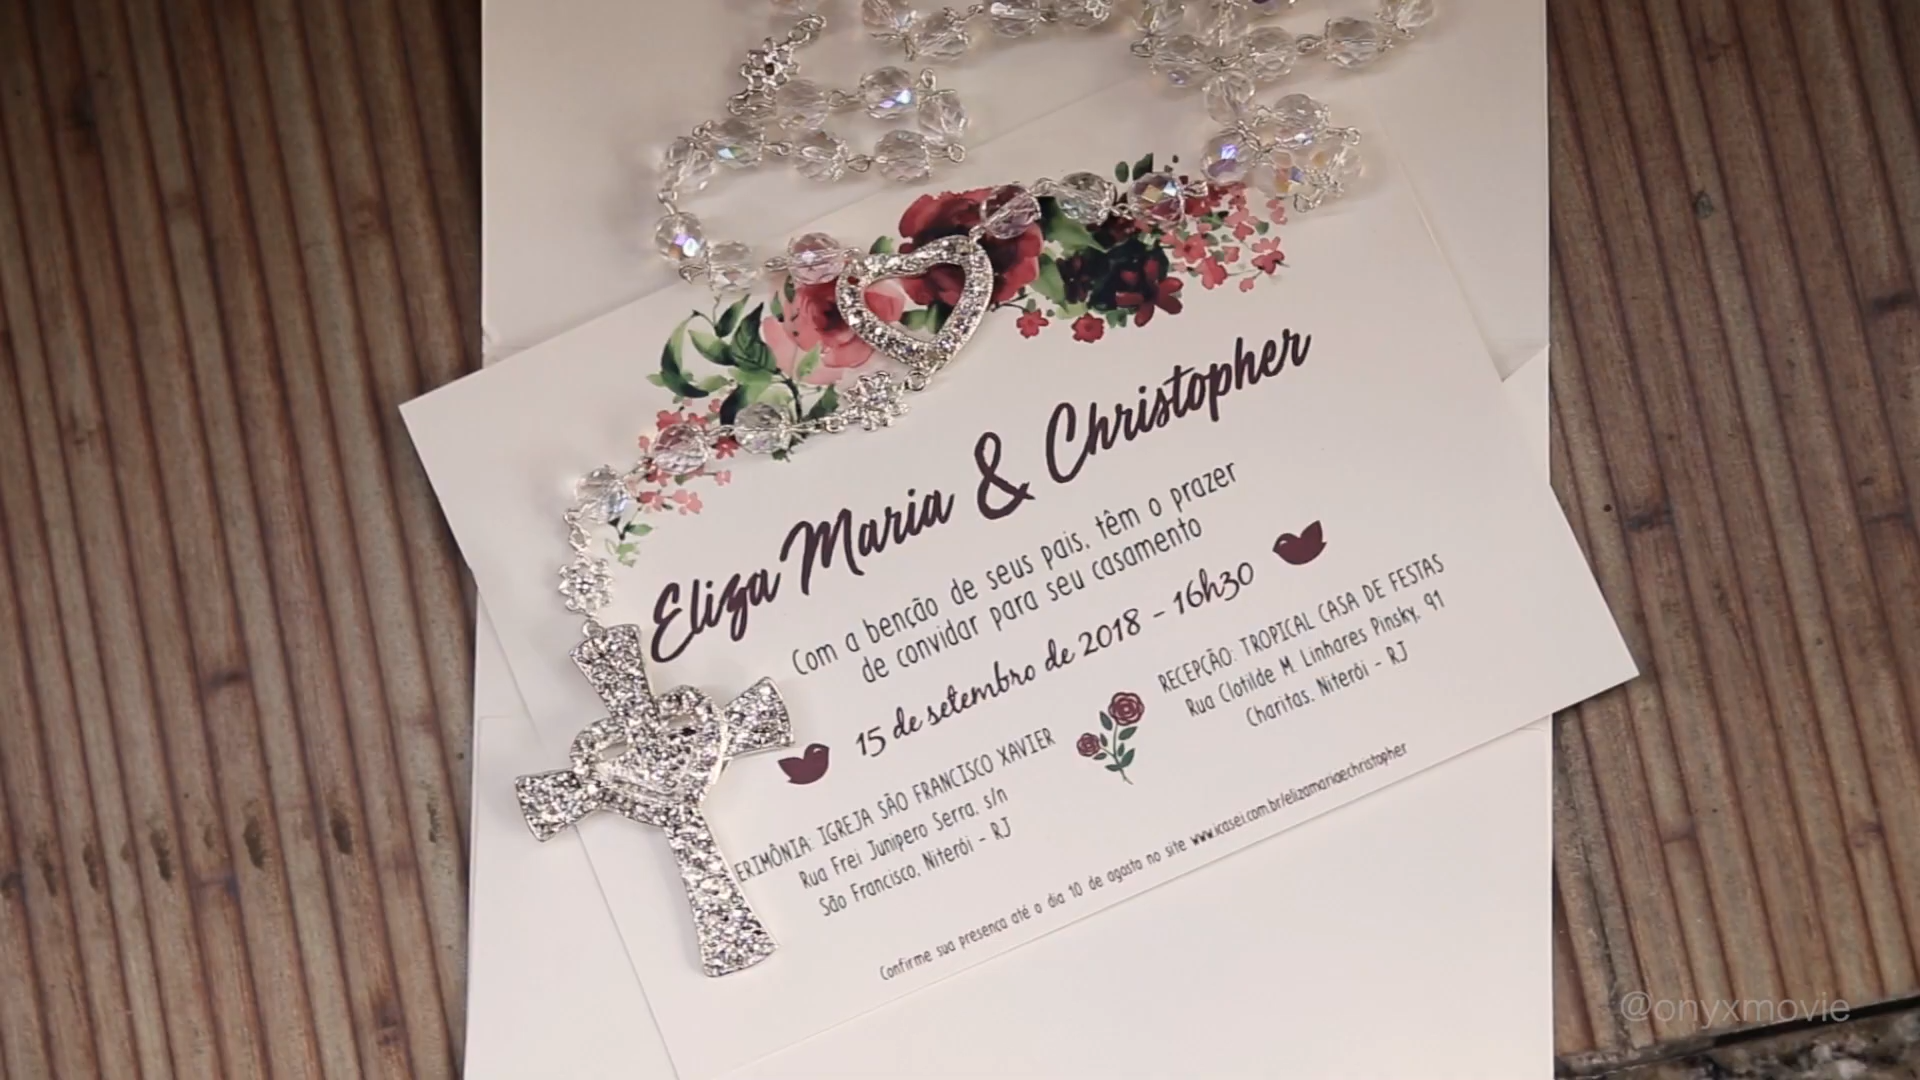 Eliza Maria & Christopher
Com a benção de seus pais, têm o prazer
de convidar para seu casamento
15 de setembro de 2018 - 16h30
ERIMÔNIA: IGREJA SÃO FRANCISCO XAVIER
Rua Frei Junípero Serra, s/n
São Francisco, Niterói - RJ
RECEPÇÃO: TROPICAL CASA DE FESTAS
Rua Clotilde M. Linhares Pinsky, 91
Charitas, Niterói - RJ
Confirme sua presença até o dia 10 de agosto no site www.icasei.com.br/elizamariaechristopher
@onyxmovie